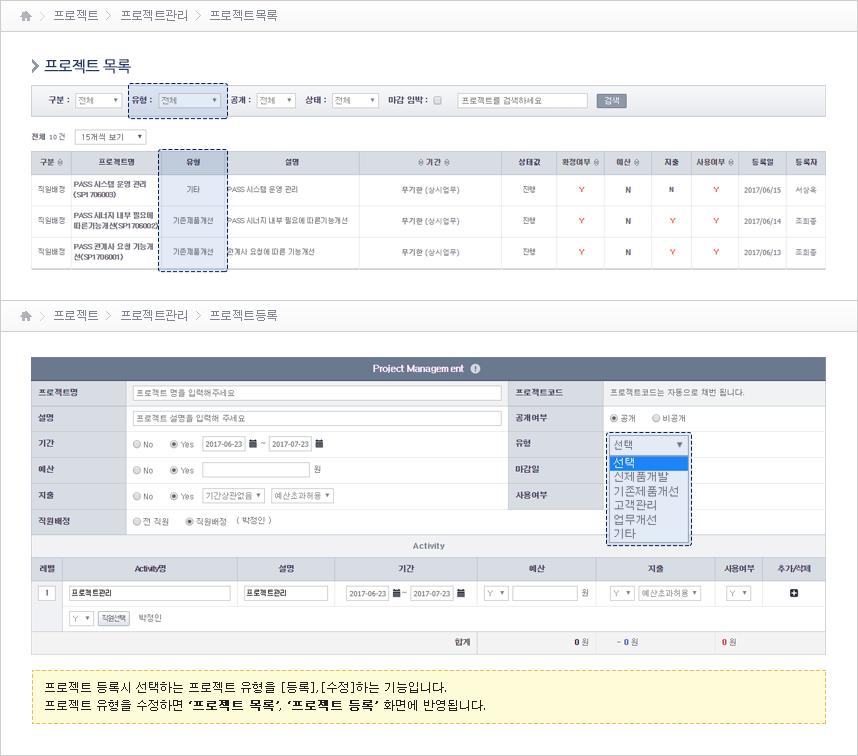 프로젝트 > 프로젝트관리 > 프로젝트목록
프로젝트 목록
구분 : 전체 유형 : 전체 공개 : 전체 상태 : 전체 마감 임박 : 프로젝트를 검색하세요 검색
전체 10 건 15개씩 보기
구분 프로젝트명 유형 설명 기간 상태값 확정여부 예산 지출 사용여부 등록일 등록자
직원배정 PASS 시스템 운영 관리(SP1706003) 기타 PASS 시스템 운영 관리 무기한 (상시업무) 진행 Y N N Y 2017/06/15 서상욱
직원배정 PASS 시너지 내부 필요에 따른기능개선(SP1706002) 기존제품개선 PASS 시너지 내부 필요에 따른기능개선 무기한 (상시업무) 진행 Y N Y Y 2017/06/14 조희중
직원배정 PASS 관계사 요청 기능개선(SP1706001) 기존제품개선 관계사 요청에 따른 기능개선 무기한 (상시업무) 진행 Y N Y Y 2017/06/13 조희중
프로젝트 > 프로젝트관리 > 프로젝트등록
Project Management
프로젝트명 프로젝트 명을 입력해주세요 프로젝트코드 프로젝트코드는 자동으로 채번 됩니다.
설명 프로젝트 설명을 입력해 주세요 공개여부 공개 비공개
기간 No Yes 2017-06-23 ~ 2017-07-23 유형 선택
예산 No Yes 원 마감일
지출 No Yes 기간상관없음 예산초과허용 사용여부
선택
신제품개발
기존제품개선
고객관리
업무개선
기타
직원배정 전 직원 직원배정 ( 박정인 )
Activity
레벨 Activity명 설명 기간 예산 지출 사용여부 추가/삭제
1 프로젝트관리 프로젝트관리 2017-06-23 ~ 2017-07-23 Y 원 Y 예산초과허용 Y
Y 직원선택 박정인
합계 0 원 - 0 원 0 원
프로젝트 등록시 선택하는 프로젝트 유형을 [등록],[수정]하는 기능입니다.
프로젝트 유형을 수정하면 ‘프로젝트 목록’, ‘프로젝트 등록’ 화면에 반영됩니다.